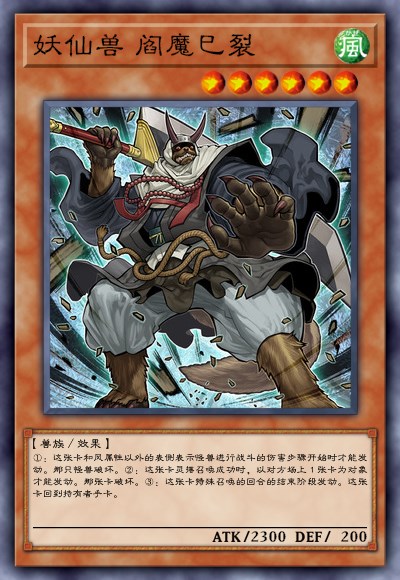 妖仙兽 阎魔巳裂
風
【兽族／效果】
①：这张卡和风属性以外的表侧表示怪兽进行战斗的伤害步骤开始时才能发
动。那只怪兽破坏。②：这张卡灵摆召唤成功时，以对方场上1张卡为对象
才能发动。那张卡破坏。③：这张卡特殊召唤的回合的结束阶段发动。这张
卡回到持有者手卡。
ATK/2300 DEF/ 200